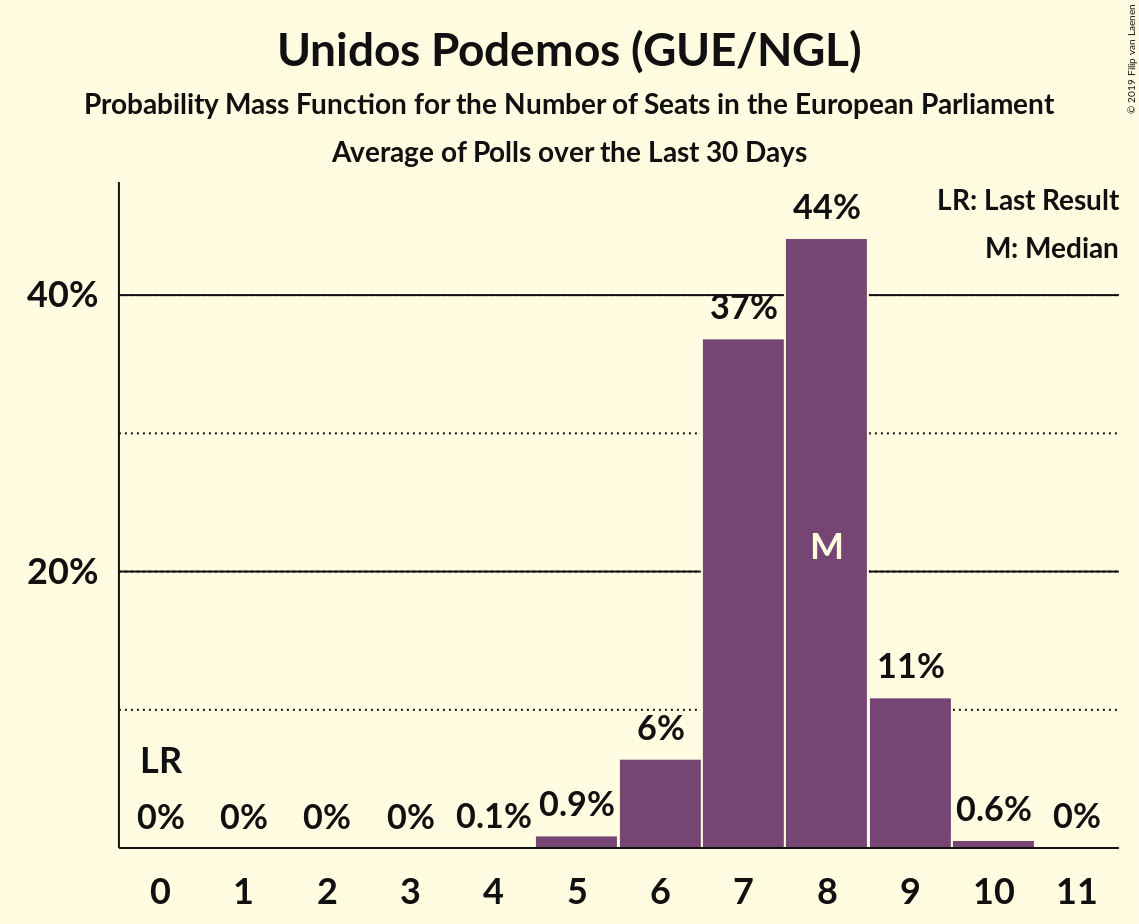 Unidos Podemos (GUE/NGL)
Probability Mass Function for the Number of Seats in the European Parliament
Average of Polls over the Last 30 Days
© 2019 Filip van Laenen
LR: Last Result
M: Median
44%
40%
37%
M
20%
11%
6%
LR
0% 0% 0% 0% 0.1% 0.9% 0.6% 0%
0 1 2 3 4 5 6 7 8 9 10 11